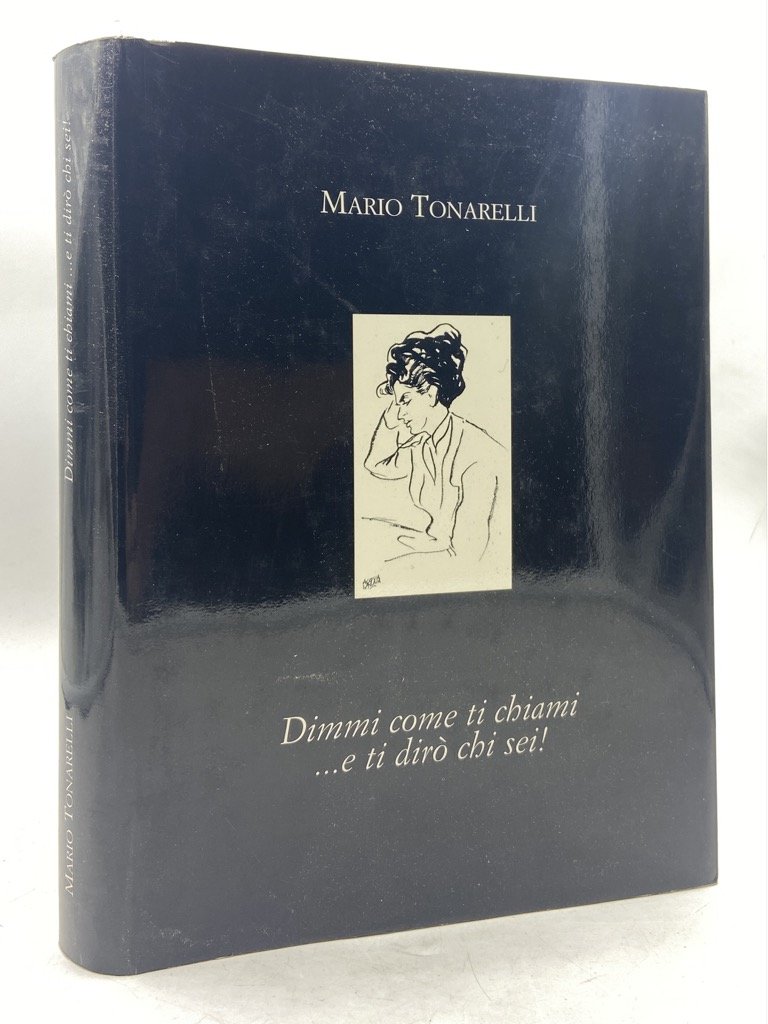 MARIO TONARELLI
Dimmi come ti chiami
...e ti dirò chi sei!
MARIO TONARELLI Dimmi come ti chiami ...e ti dirò chi sei!